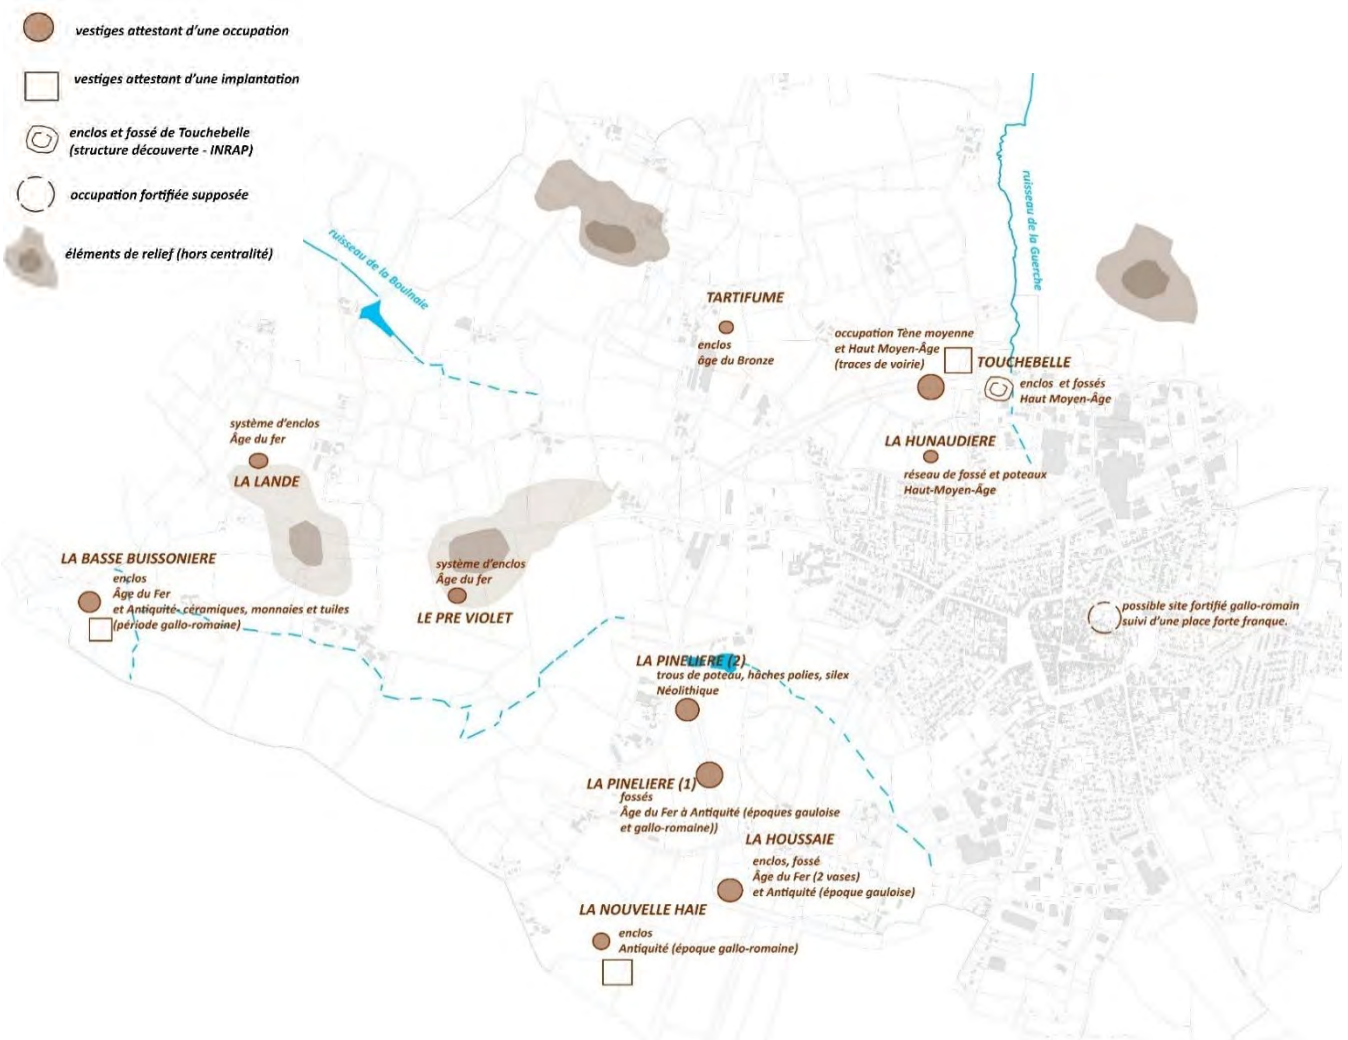 vestiges attestant d'une occupation
vestiges attestant d'une implantation
enclos et fossé de Touchebelle
(structure découverte - INRAP)
occupation fortifiée supposée
éléments de relief (hors centralité)
ruisseau de la Boulnaie
ruisseau de la Guerche
TARTIFUME
enclos
âge du Bronze
occupation Tène moyenne
et Haut Moyen-Âge
(traces de voirie)
TOUCHEBELLE
enclos et fossés
Haut Moyen-Âge
LA HUNAUDIERE
réseau de fossé et poteaux
Haut-Moyen-Âge
système d'enclos
Âge du fer
LA LANDE
LA BASSE BUISSONIERE
enclos
Âge du Fer
et Antiquité- céramiques, monnaies et tuiles
(période gallo-romaine)
système d'enclos
Âge du fer
LE PRE VIOLET
possible site fortifié gallo-romain
suivi d'une place forte franque.
LA PINELIERE (2)
trous de poteau, hâches polies, silex
Néolithique
LA PINELIERE (1)
fossés
Âge du Fer à Antiquité (époques gauloise
et gallo-romaine))
LA HOUSSAIE
enclos, fossé
Âge du Fer (2 vases)
et Antiquité (époque gauloise)
LA NOUVELLE HAIE
enclos
Antiquité (époque gallo-romaine)